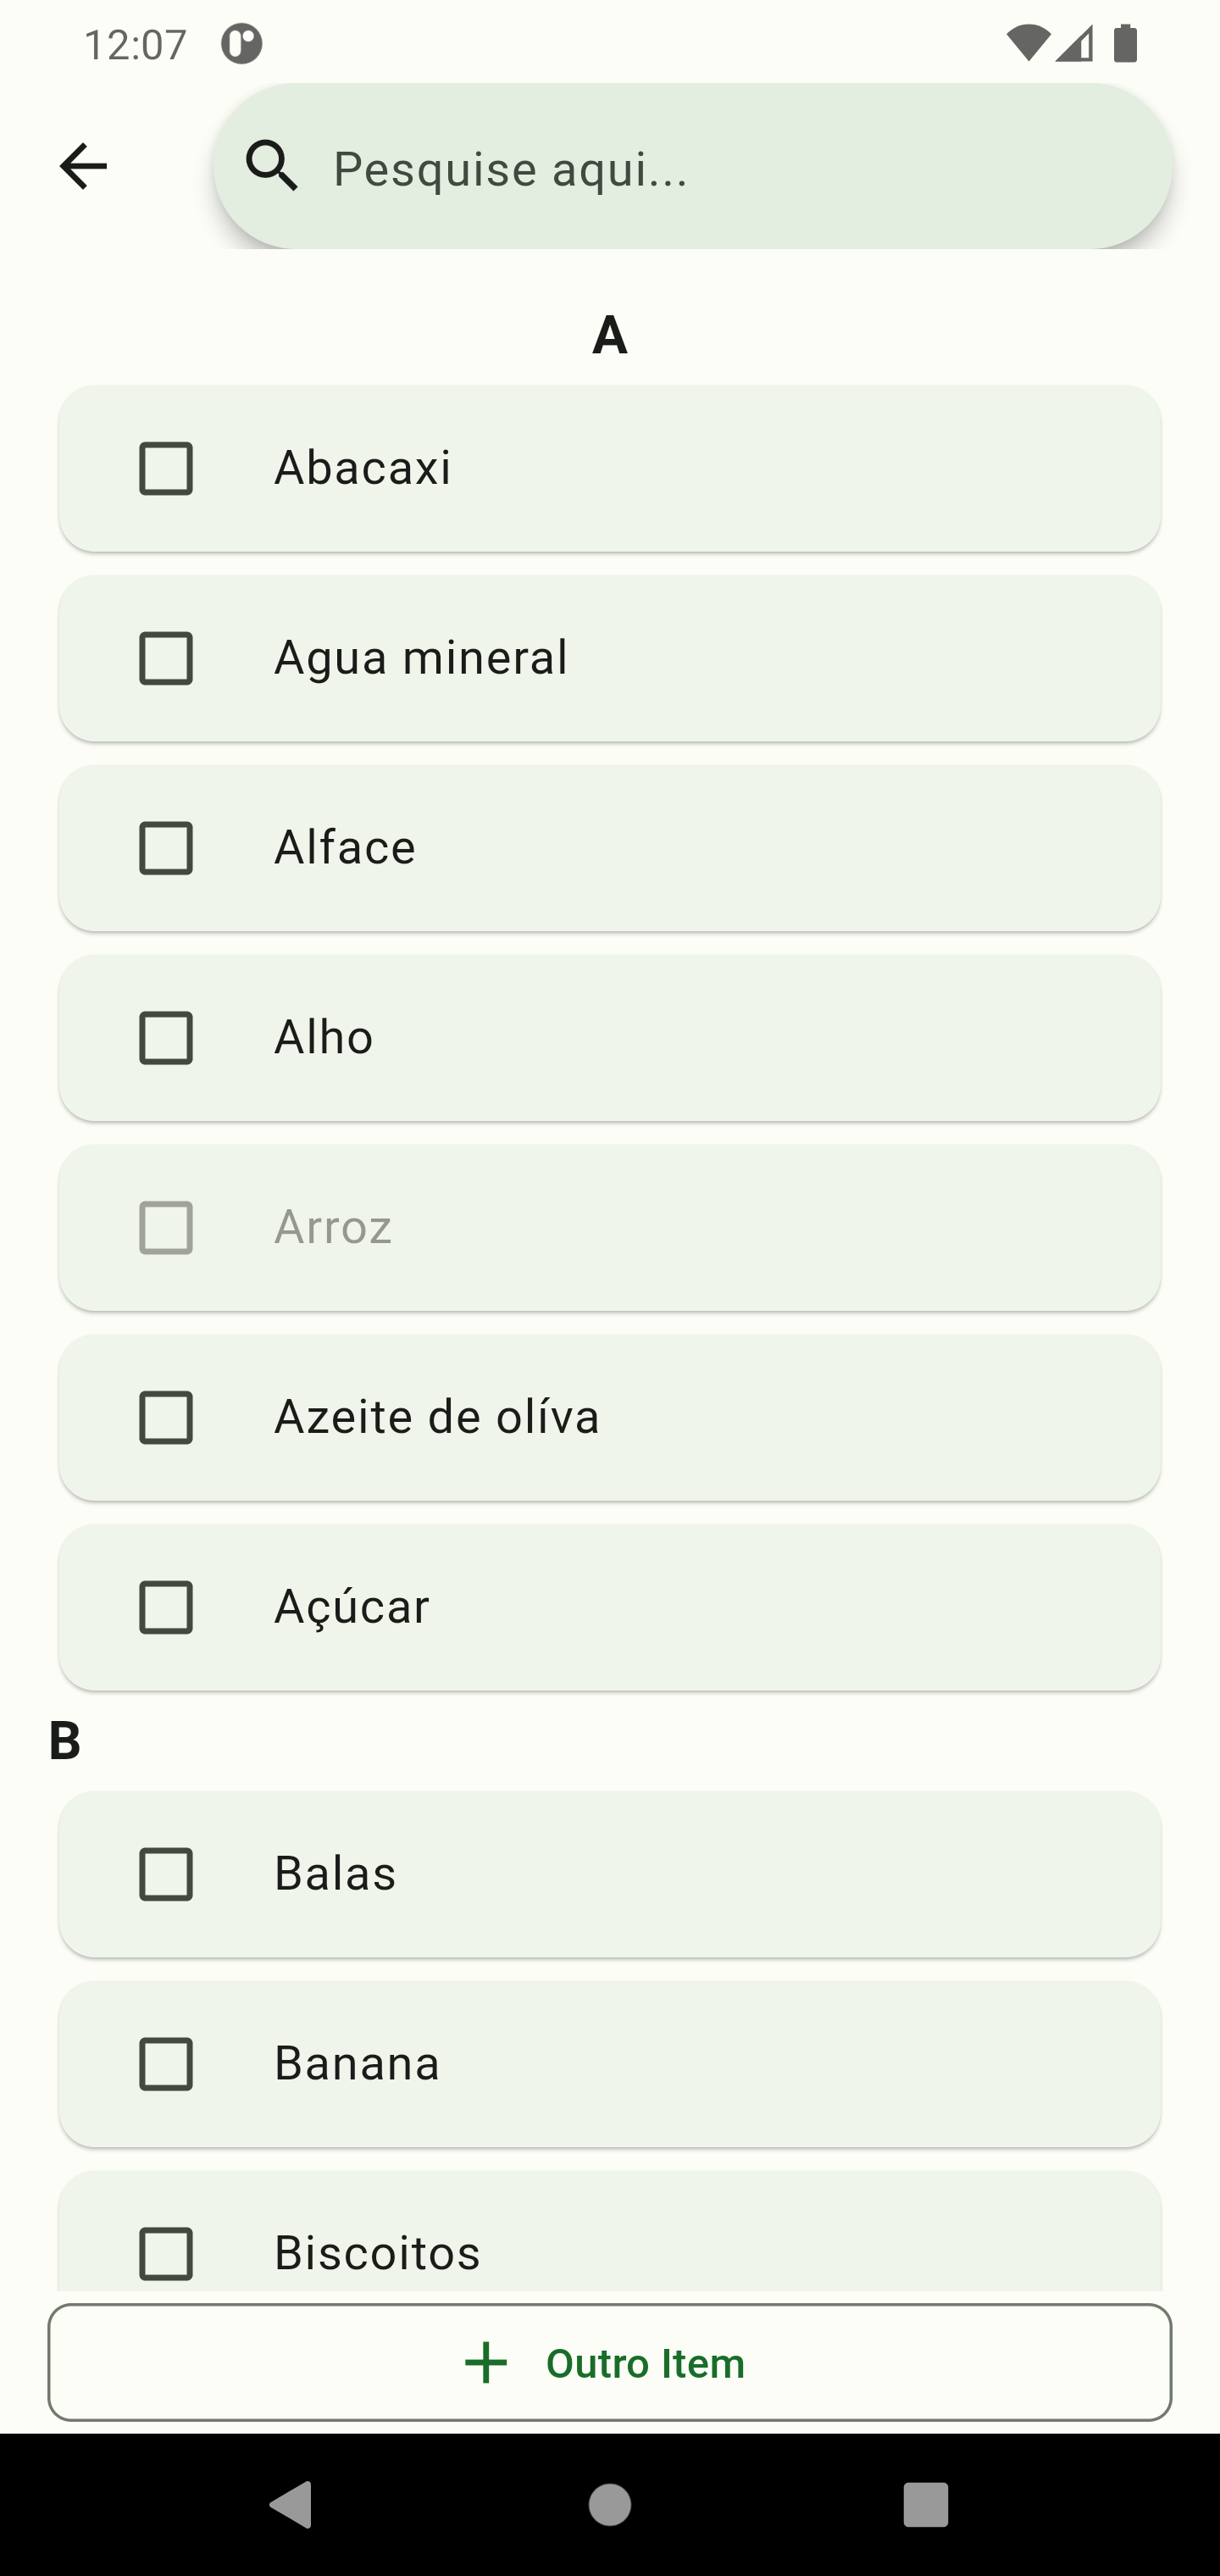 12:07
Pesquise aqui...
A
Abacaxi
Agua mineral
Alface
Alho
Arroz
Azeite de olíva
Açúcar
B
Balas
Banana
Biscoitos
Outro Item